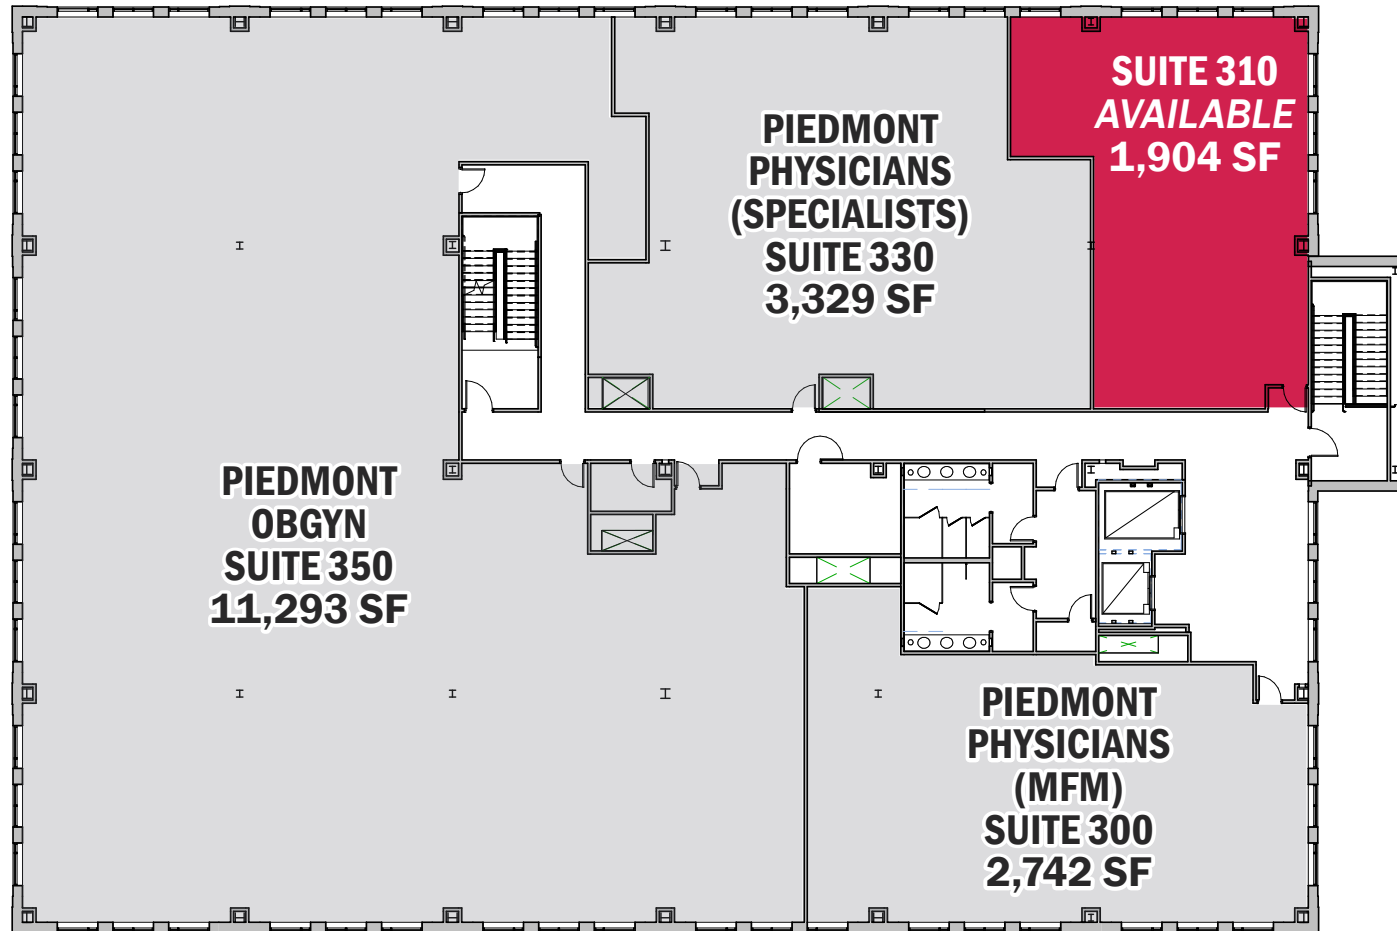 SUITE 310
AVAILABLE
1,904 SF
PIEDMONT
PHYSICIANS
(SPECIALISTS)
SUITE 330
3,329 SF
PIEDMONT
OBGYN
SUITE 350
11,293 SF
PIEDMONT
PHYSICIANS
(MFM)
SUITE 300
2,742 SF